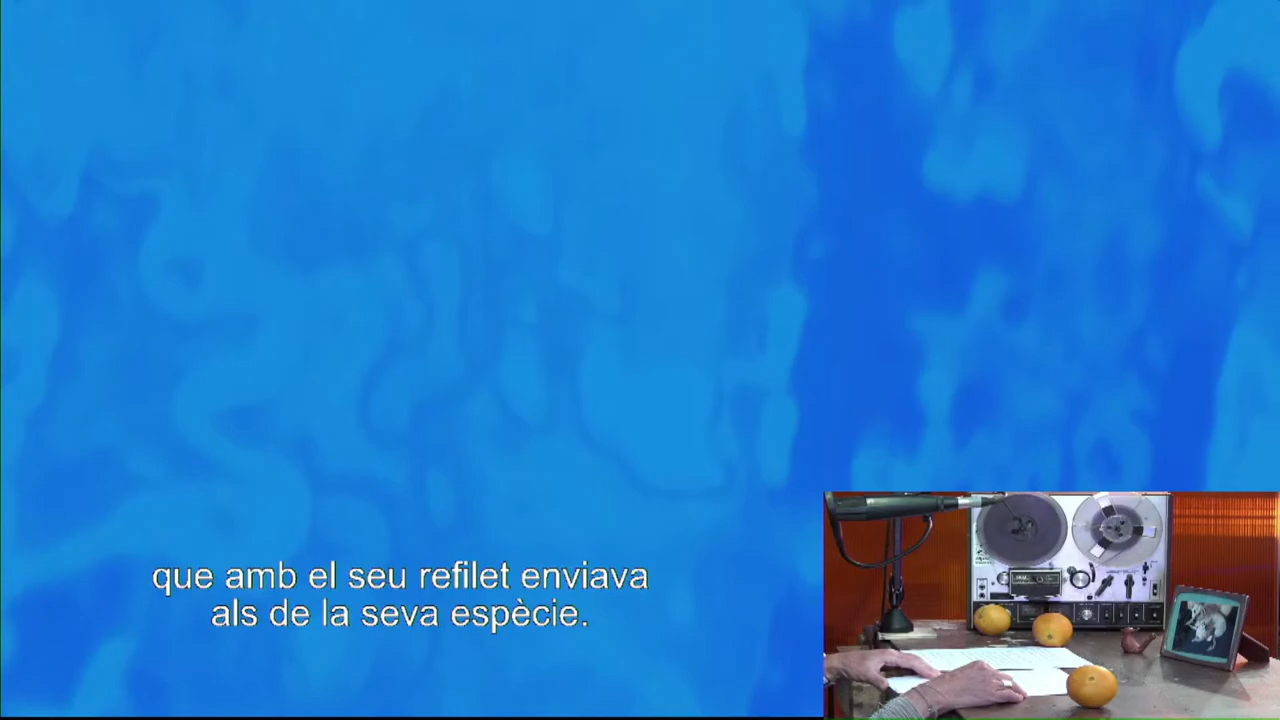 que amb el seu refilet enviava
als de la seva espècie.